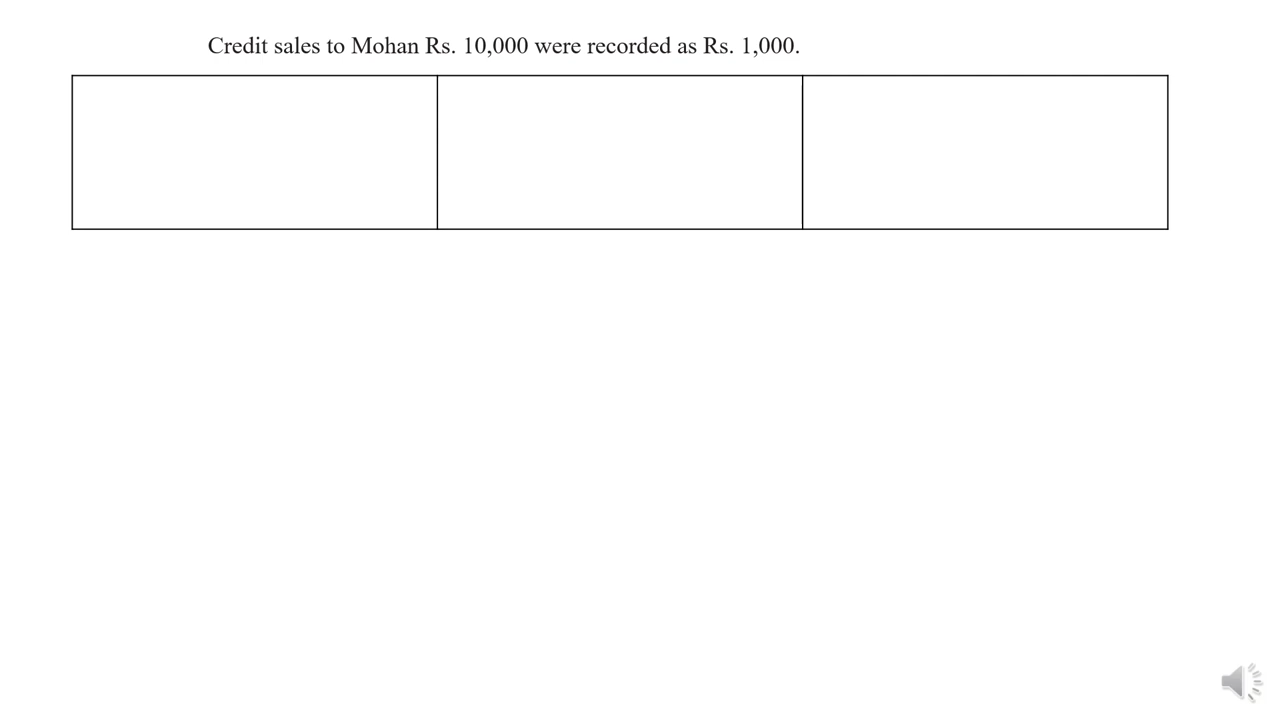 Credit sales to Mohan Rs. 10,000 were recorded as Rs. 1,000.